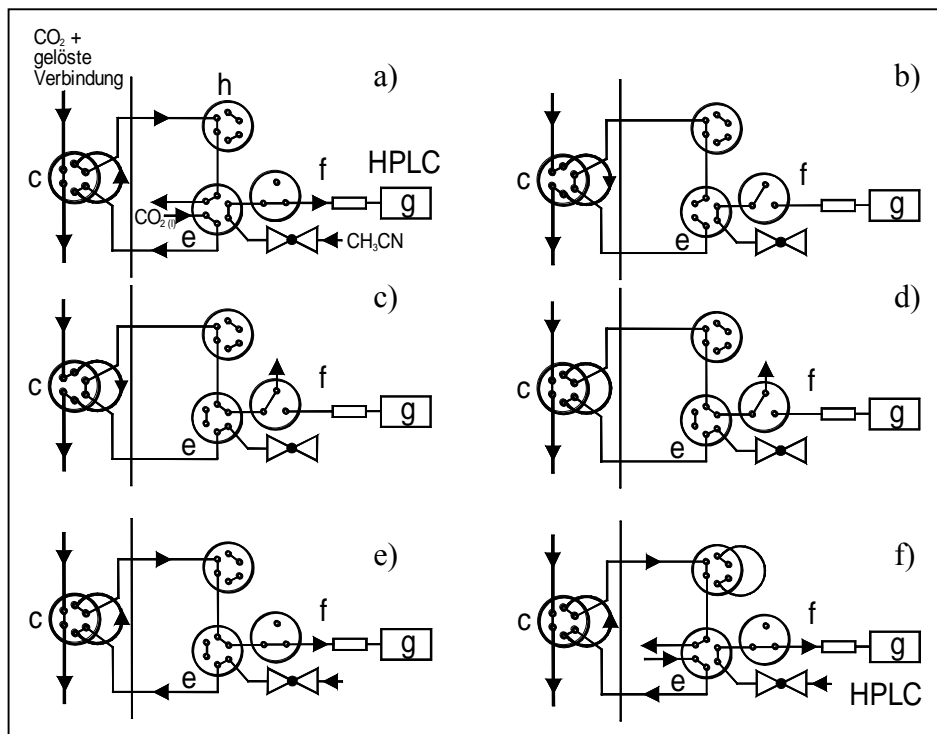 CO₂ +
gelöste
Verbindung
a)
h
c
f
HPLC
g
CO₂ (l)
e
CH₃CN
b)
c
f
g
e
c)
c
f
g
e
d)
c
f
g
e
e)
c
f
g
e
f)
c
f
g
e
HPLC